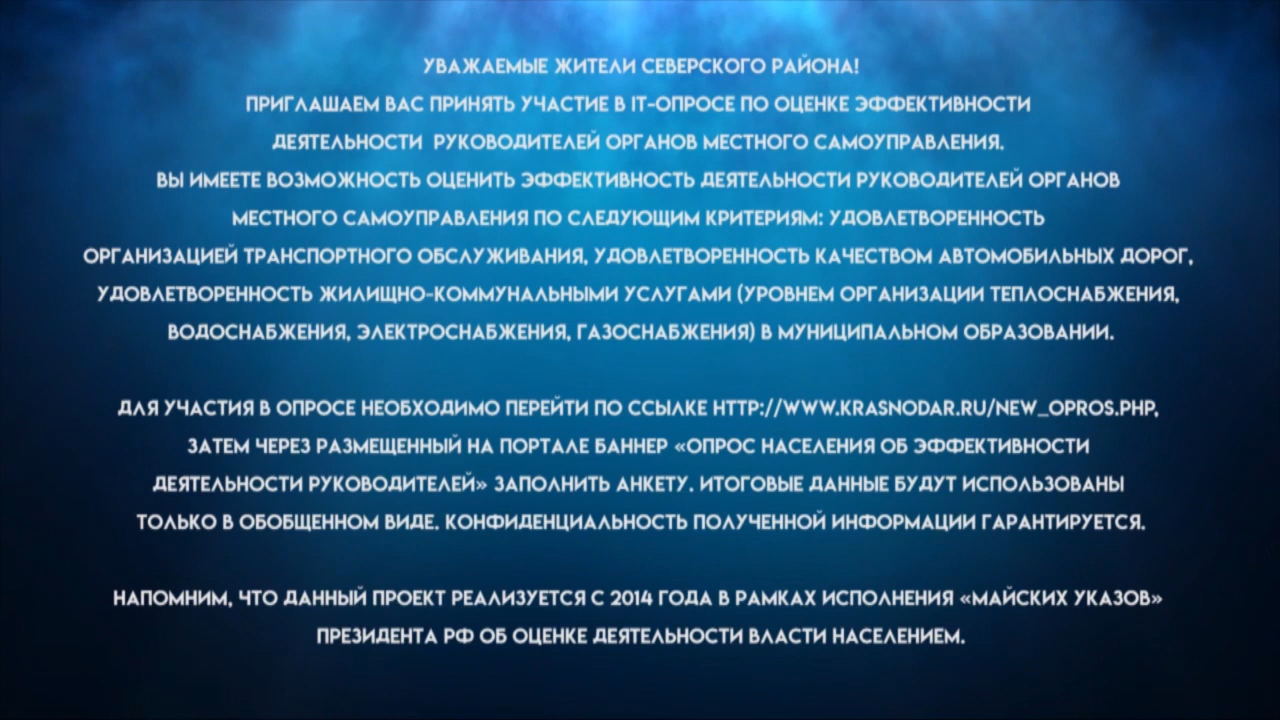 УВАЖАЕМЫЕ ЖИТЕЛИ СЕВЕРСКОГО РАЙОНА!
ПРИГЛАШАЕМ ВАС ПРИНЯТЬ УЧАСТИЕ В IT-ОПРОСЕ ПО ОЦЕНКЕ ЭФФЕКТИВНОСТИ
ДЕЯТЕЛЬНОСТИ РУКОВОДИТЕЛЕЙ ОРГАНОВ МЕСТНОГО САМОУПРАВЛЕНИЯ.
ВЫ ИМЕЕТЕ ВОЗМОЖНОСТЬ ОЦЕНИТЬ ЭФФЕКТИВНОСТЬ ДЕЯТЕЛЬНОСТИ РУКОВОДИТЕЛЕЙ ОРГАНОВ
МЕСТНОГО САМОУПРАВЛЕНИЯ ПО СЛЕДУЮЩИМ КРИТЕРИЯМ: УДОВЛЕТВОРЕННОСТЬ
ОРГАНИЗАЦИЕЙ ТРАНСПОРТНОГО ОБСЛУЖИВАНИЯ, УДОВЛЕТВОРЕННОСТЬ КАЧЕСТВОМ АВТОМОБИЛЬНЫХ ДОРОГ,
УДОВЛЕТВОРЕННОСТЬ ЖИЛИЩНО-КОММУНАЛЬНЫМИ УСЛУГАМИ (УРОВНЕМ ОРГАНИЗАЦИИ ТЕПЛОСНАБЖЕНИЯ,
ВОДОСНАБЖЕНИЯ, ЭЛЕКТРОСНАБЖЕНИЯ, ГАЗОСНАБЖЕНИЯ) В МУНИЦИПАЛЬНОМ ОБРАЗОВАНИИ.
ДЛЯ УЧАСТИЯ В ОПРОСЕ НЕОБХОДИМО ПЕРЕЙТИ ПО ССЫЛКЕ HTTP://WWW.KRASNODAR.RU/NEW_OPROS.PHP,
ЗАТЕМ ЧЕРЕЗ РАЗМЕЩЕННЫЙ НА ПОРТАЛЕ БАННЕР «ОПРОС НАСЕЛЕНИЯ ОБ ЭФФЕКТИВНОСТИ
ДЕЯТЕЛЬНОСТИ РУКОВОДИТЕЛЕЙ» ЗАПОЛНИТЬ АНКЕТУ. ИТОГОВЫЕ ДАННЫЕ БУДУТ ИСПОЛЬЗОВАНЫ
ТОЛЬКО В ОБОБЩЕННОМ ВИДЕ. КОНФИДЕНЦИАЛЬНОСТЬ ПОЛУЧЕННОЙ ИНФОРМАЦИИ ГАРАНТИРУЕТСЯ.
НАПОМНИМ, ЧТО ДАННЫЙ ПРОЕКТ РЕАЛИЗУЕТСЯ С 2014 ГОДА В РАМКАХ ИСПОЛНЕНИЯ «МАЙСКИХ УКАЗОВ»
ПРЕЗИДЕНТА РФ ОБ ОЦЕНКЕ ДЕЯТЕЛЬНОСТИ ВЛАСТИ НАСЕЛЕНИЕМ.